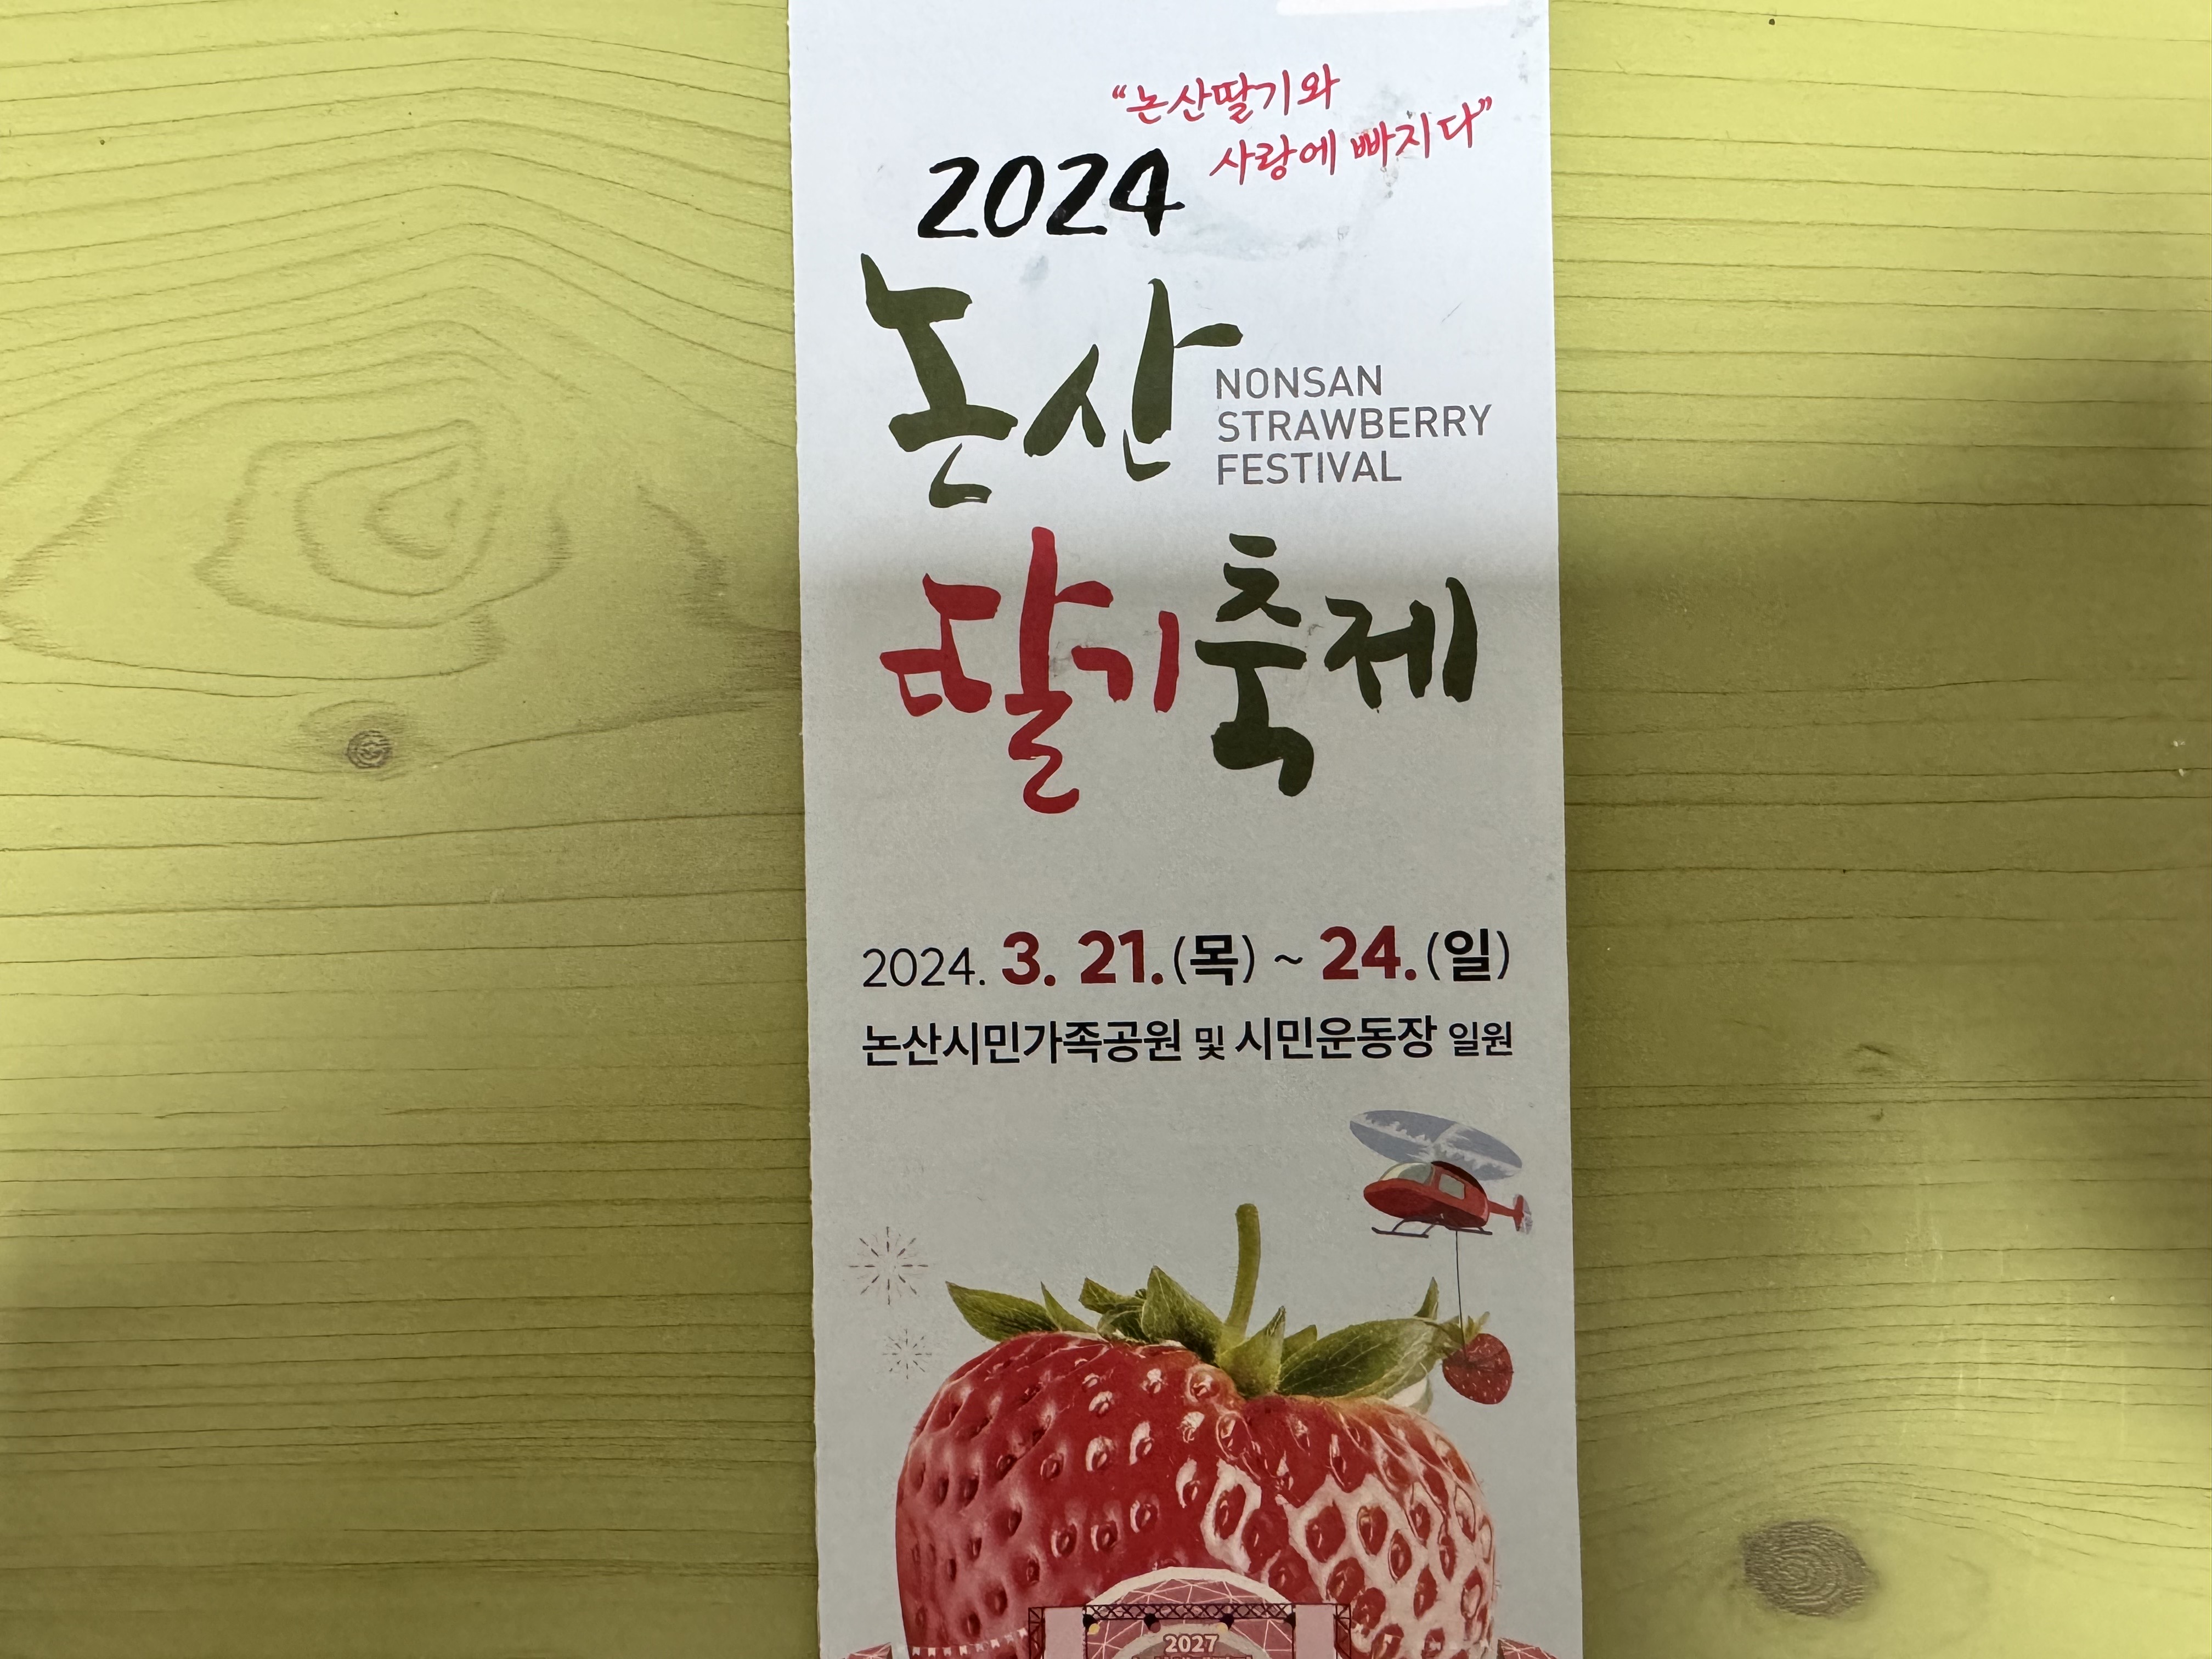 "논산딸기와
사랑에 빠지다"
2024
논산
NONSAN
STRAWBERRY
FESTIVAL
딸기축제
2024. 3. 21.(목) ~ 24.(일)
논산시민가족공원 및 시민운동장 일원
2027